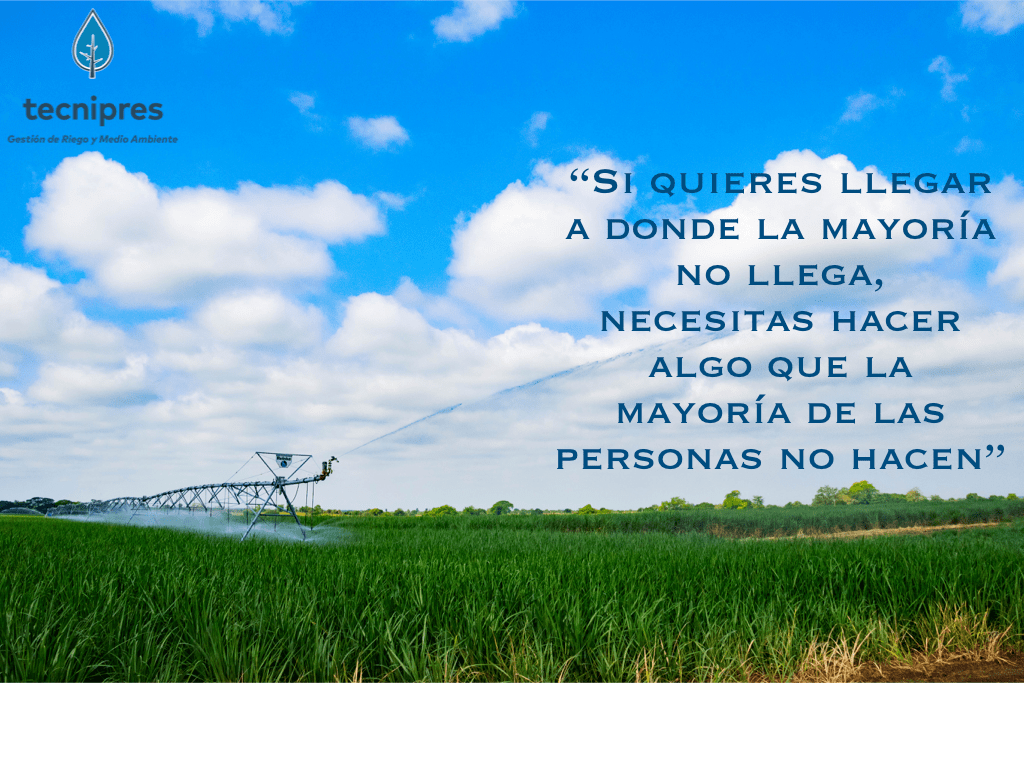 tecnipres
Gestión de Riego y Medio Ambiente
“Si quieres llegar
a donde la mayoría
no llega,
necesitas hacer
algo que la
mayoría de las
personas no hacen”